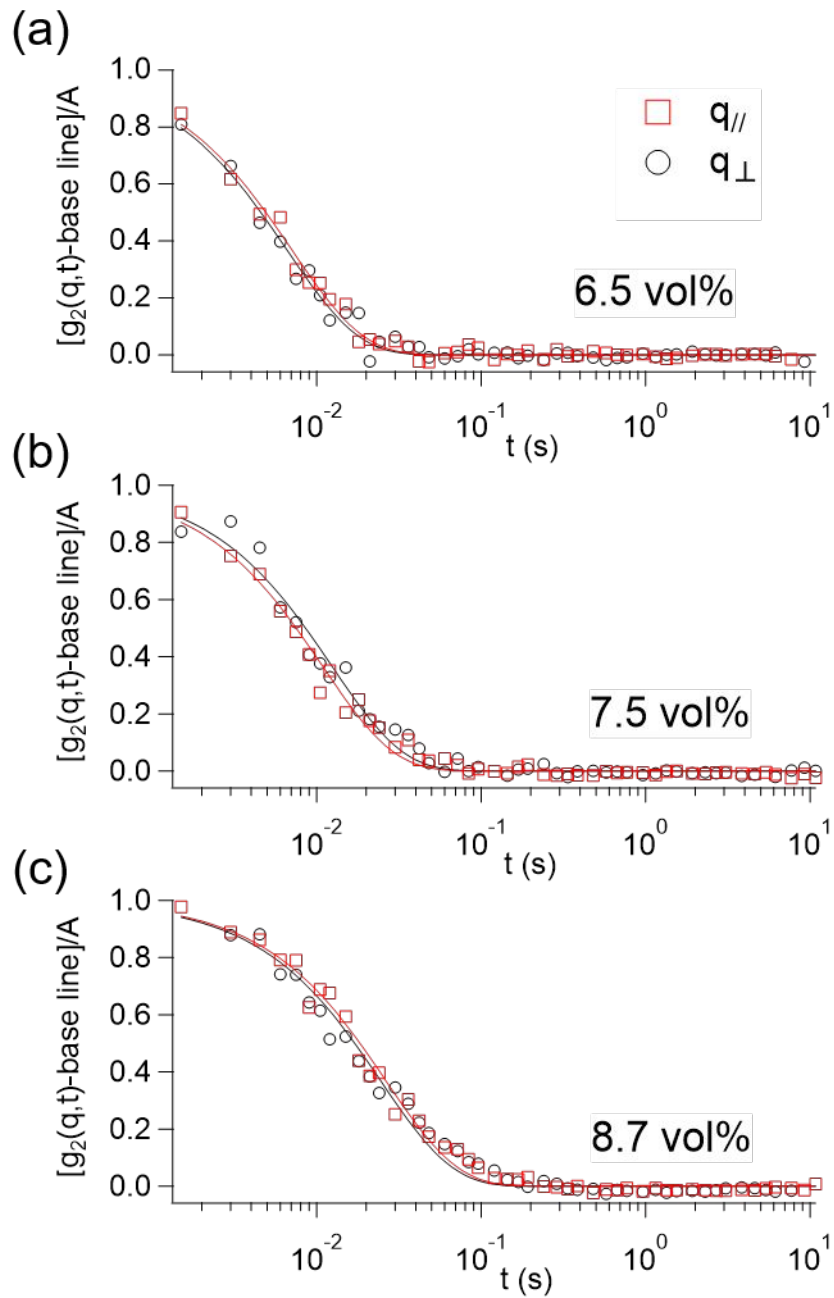 (a)
[g₂(q,t)-base line]/A
1.0
0.8
0.6
0.4
0.2
0.0
q//
q⊥
6.5 vol%
10⁻²
10⁻¹
10⁰
10¹
t (s)
(b)
[g₂(q,t)-base line]/A
1.0
0.8
0.6
0.4
0.2
0.0
7.5 vol%
10⁻²
10⁻¹
10⁰
10¹
t (s)
(c)
[g₂(q,t)-base line]/A
1.0
0.8
0.6
0.4
0.2
0.0
8.7 vol%
10⁻²
10⁻¹
10⁰
10¹
t (s)